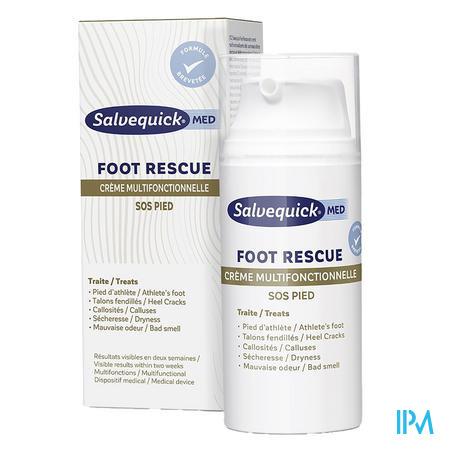 FORMULE
BREVETÉE
Salvequick® MED
FOOT RESCUE
CRÈME MULTIFONCTIONNELLE
SOS PIED
Traite / Treats
• Pied d'athlète / Athlete's foot
• Talons fendillés / Heel Cracks
• Callosités / Calluses
• Sécheresse / Dryness
• Mauvaise odeur / Bad smell
Résultats visibles en deux semaines /
Visible results within two weeks
Multifonctions / Multifunctional
Dispositif medical / Medical device
Salvequick® MED
FOOT RESCUE
CRÈME MULTIFONCTIONNELLE
SOS PIED
Traite / Treats
• Pied d'athlète / Athlete's foot
• Talons fendillés / Heel Cracks
• Callosités / Calluses
• Sécheresse / Dryness
• Mauvaise odeur / Bad smell
IPM